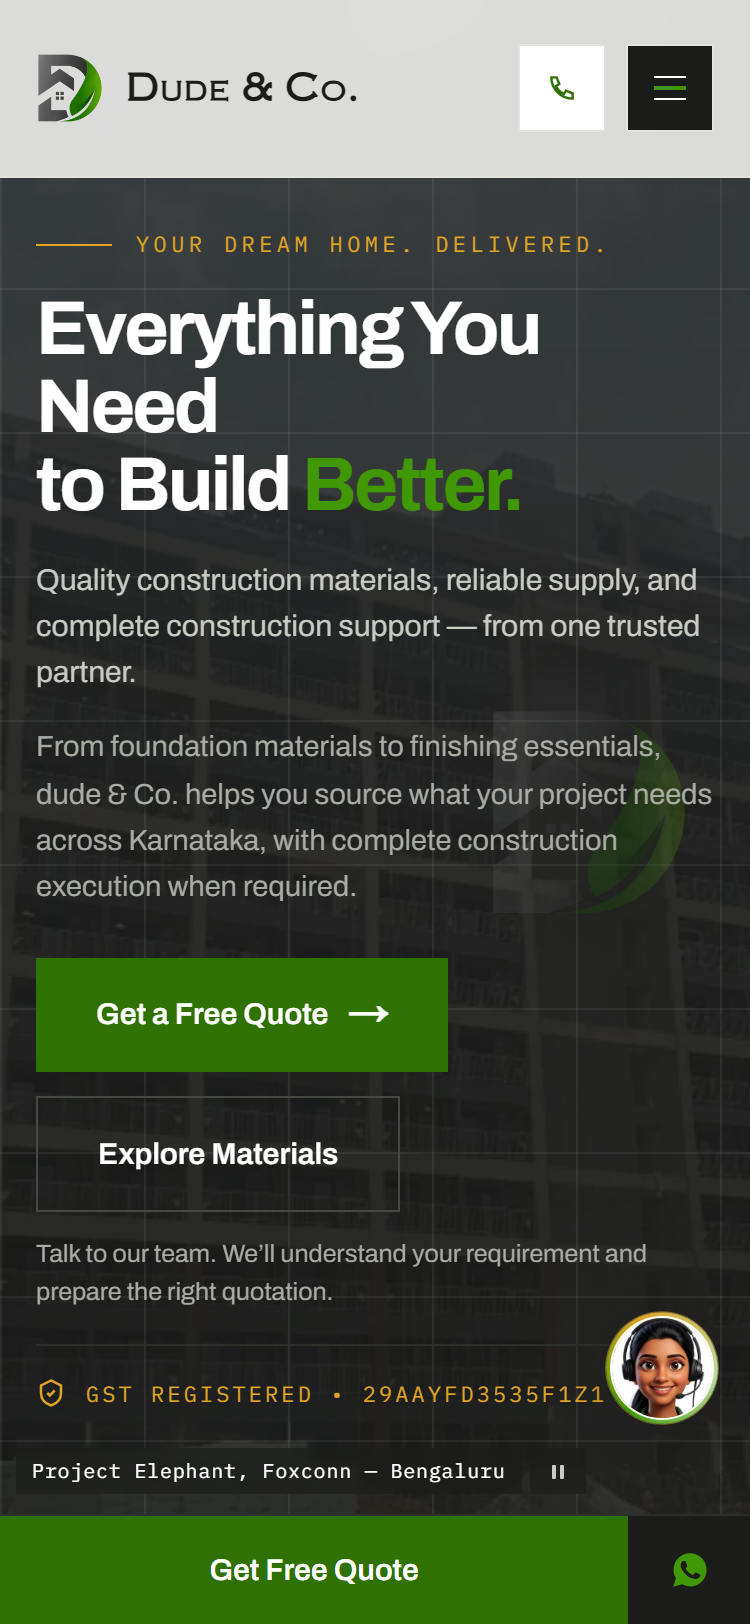 DUDE & CO.
YOUR DREAM HOME. DELIVERED.
Everything You
Need
to Build Better.
Quality construction materials, reliable supply, and
complete construction support — from one trusted
partner.
From foundation materials to finishing essentials,
dude & Co. helps you source what your project needs
across Karnataka, with complete construction
execution when required.
Get a Free Quote →
Explore Materials
Talk to our team. We’ll understand your requirement and
prepare the right quotation.
GST REGISTERED • 29AAYFD3535F1Z1
Project Elephant, Foxconn — Bengaluru
Get Free Quote